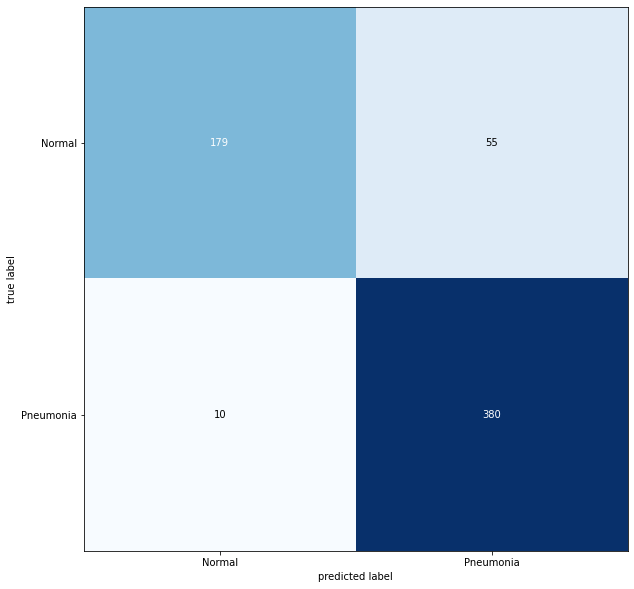 Normal
179
55
true label
Pneumonia
10
380
Normal
Pneumonia
predicted label